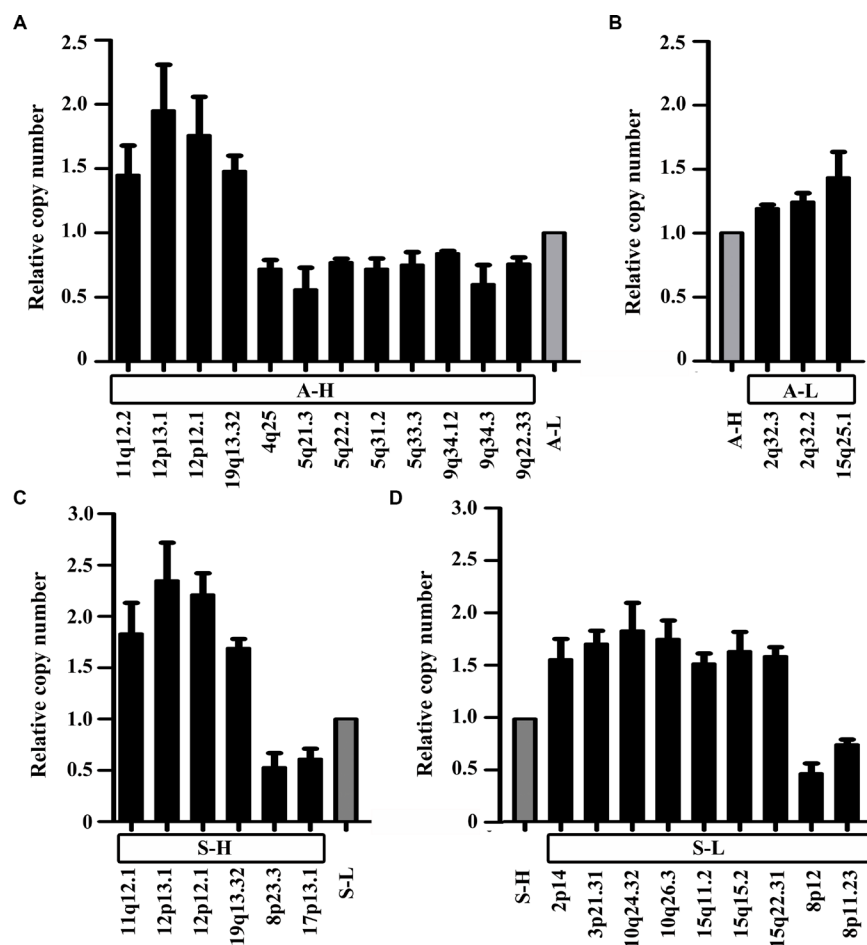 A
Relative copy number
2.5
2.0
1.5
1.0
0.5
0
A-H
11q12.2
12p13.1
12p12.1
19q13.32
4q25
5q21.3
5q22.2
5q31.2
5q33.3
9q34.12
9q34.3
9q22.33
A-L
B
Relative copy number
2.5
2.0
1.5
1.0
0.5
0
A-L
A-H
2q32.3
2q32.2
15q25.1
C
Relative copy number
3.0
2.5
2.0
1.5
1.0
0.5
0
S-H
11q12.1
12p13.1
12p12.1
19q13.32
8p23.3
17p13.1
S-L
D
Relative copy number
3.0
2.5
2.0
1.5
1.0
0.5
0
S-L
S-H
2p14
3p21.31
10q24.32
10q26.3
15q11.2
15q15.2
15q22.31
8p12
8p11.23